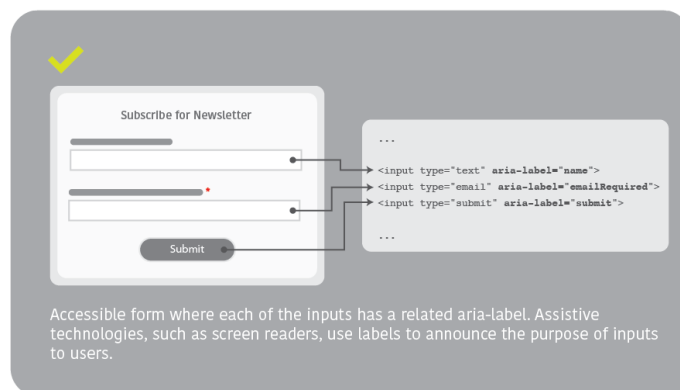 Subscribe for Newsletter
*
Submit
...
<input type="text" aria-label="name">
<input type="email" aria-label="emailRequired">
<input type="submit" aria-label="submit">
...
Accessible form where each of the inputs has a related aria-label. Assistive
technologies, such as screen readers, use labels to announce the purpose of inputs
to users.